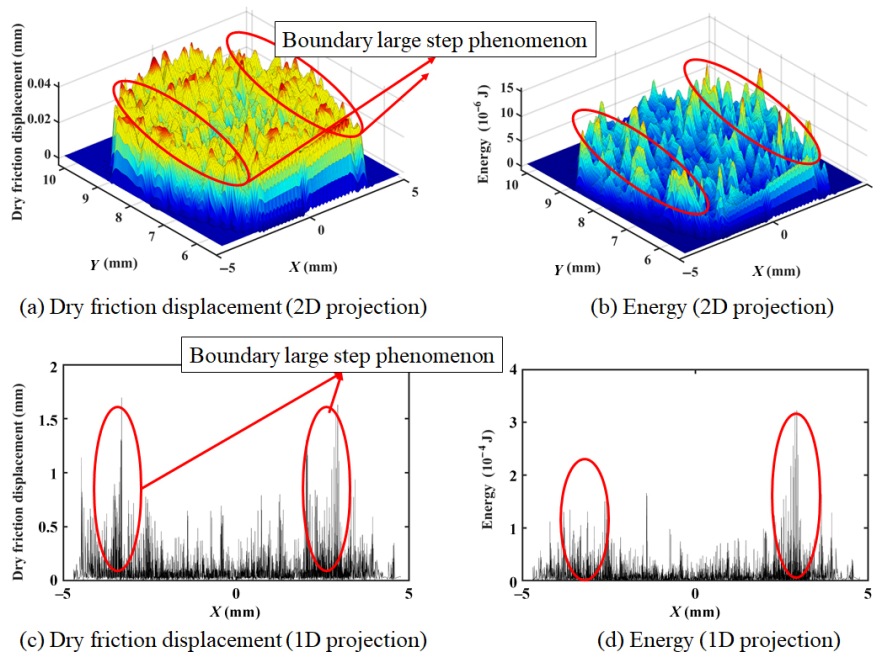 Boundary large step phenomenon
Dry friction displacement (mm)
0.04
0.02
0
10
9
8
7
6
Y (mm)
−5
0
5
X (mm)
(a) Dry friction displacement (2D projection)
Energy (10⁻⁶ J)
15
10
5
0
10
9
8
7
6
Y (mm)
−5
0
5
X (mm)
(b) Energy (2D projection)
Boundary large step phenomenon
Dry friction displacement (mm)
2
1.5
1
0.5
0
−5
0
5
X (mm)
(c) Dry friction displacement (1D projection)
Energy (10⁻⁴ J)
4
3
2
1
0
−5
0
5
X (mm)
(d) Energy (1D projection)